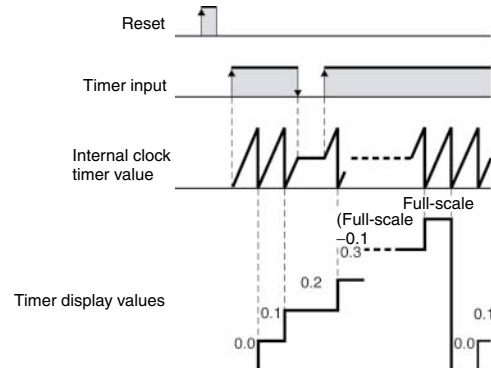 Reset
Timer input
Internal clock
timer value
Full-scale
(Full-scale
–0.1
0.3
0.2
Timer display values
0.1
0.1
0.0
0.0